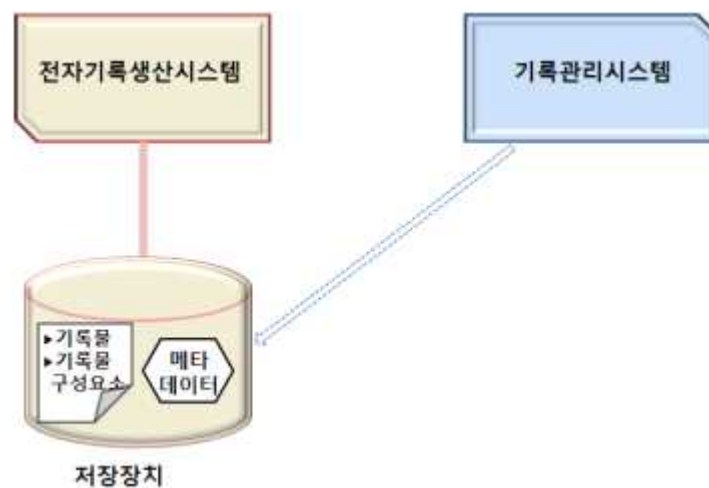 전자기록생산시스템
기록관리시스템
▸기록물
▸기록물
구성요소
메타
데이터
저장장치